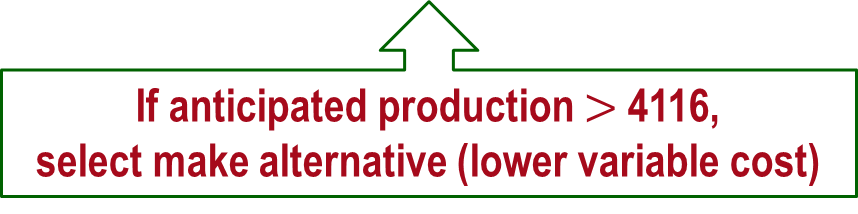 If anticipated production > 4116,
select make alternative (lower variable cost)